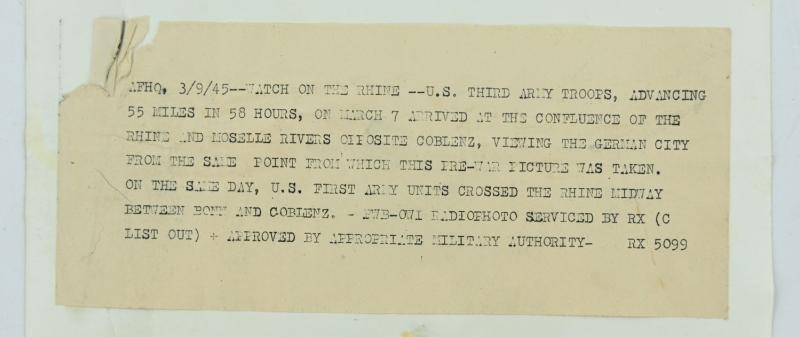 AFHQ, 3/9/45--WATCH ON THE RHINE --U.S. THIRD ARMY TROOPS, ADVANCING
55 MILES IN 58 HOURS, ON MARCH 7 ARRIVED AT THE CONFLUENCE OF THE
RHINE AND MOSELLE RIVERS OPPOSITE COBLENZ, VIEWING THE GERMAN CITY
FROM THE SAME POINT FROM WHICH THIS PRE-WAR PICTURE WAS TAKEN.
ON THE SAME DAY, U.S. FIRST ARMY UNITS CROSSED THE RHINE MIDWAY
BETWEEN BONN AND COBLENZ. - PWB-OWI RADIOPHOTO SERVICED BY RX (C
LIST OUT) + APPROVED BY APPROPRIATE MILITARY AUTHORITY- RX 5099